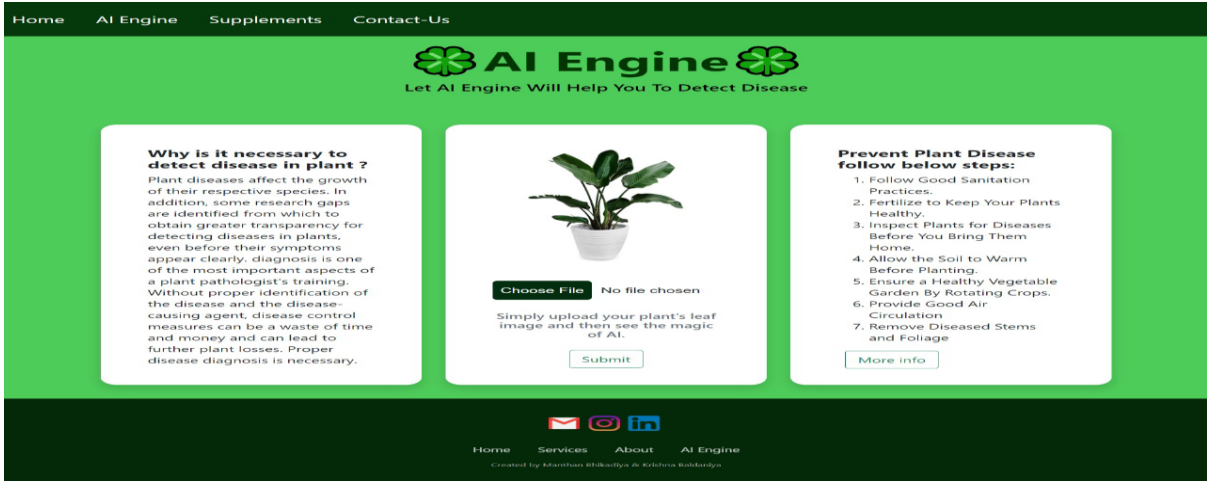 Home AI Engine Supplements Contact-Us
AI Engine
Let AI Engine Will Help You To Detect Disease
Why is it necessary to
detect disease in plant ?
Plant diseases affect the growth
of their respective species. In
addition, some research gaps
are identified from which to
obtain greater transparency for
detecting diseases in plants,
even before their symptoms
appear clearly. diagnosis is one
of the most important aspects of
a plant pathologist's training.
Without proper identification of
the disease and the disease-
causing agent, disease control
measures can be a waste of time
and money and can lead to
further plant losses. Proper
disease diagnosis is necessary.
Choose File No file chosen
Simply upload your plant's leaf
image and then see the magic
of AI.
Submit
Prevent Plant Disease
follow below steps:
1. Follow Good Sanitation
Practices.
2. Fertilize to Keep Your Plants
Healthy.
3. Inspect Plants for Diseases
Before You Bring Them
Home.
4. Allow the Soil to Warm
Before Planting.
5. Ensure a Healthy Vegetable
Garden By Rotating Crops.
6. Provide Good Air
Circulation
7. Remove Diseased Stems
and Foliage
More info
in
Home Services About AI Engine
Created by Manthan Bhikadiya & Krishna Baldaniya